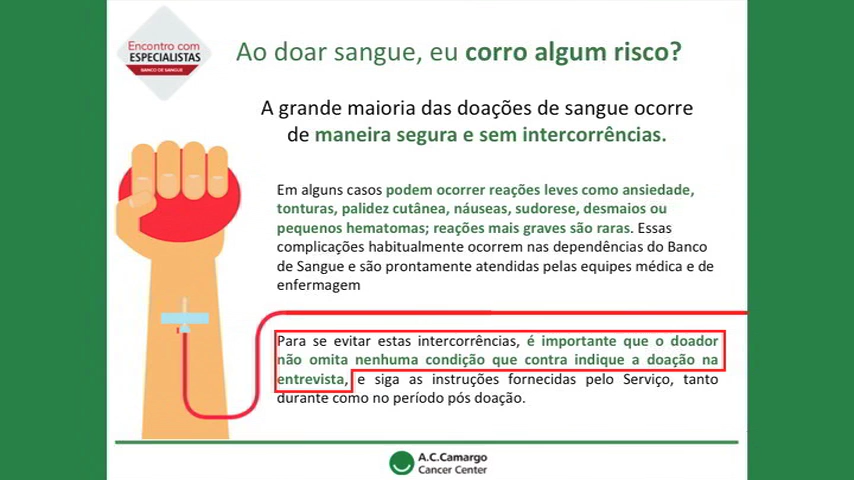 Encontro com
ESPECIALISTAS
BANCO DE SANGUE
Ao doar sangue, eu corro algum risco?
A grande maioria das doações de sangue ocorre
de maneira segura e sem intercorrências.
Em alguns casos podem ocorrer reações leves como ansiedade,
tonturas, palidez cutânea, náuseas, sudorese, desmaios ou
pequenos hematomas; reações mais graves são raras. Essas
complicações habitualmente ocorrem nas dependências do Banco
de Sangue e são prontamente atendidas pelas equipes médica e de
enfermagem
Para se evitar estas intercorrências, é importante que o doador
não omita nenhuma condição que contra indique a doação na
entrevista, e siga as instruções fornecidas pelo Serviço, tanto
durante como no período pós doação.
A.C.Camargo
Cancer Center